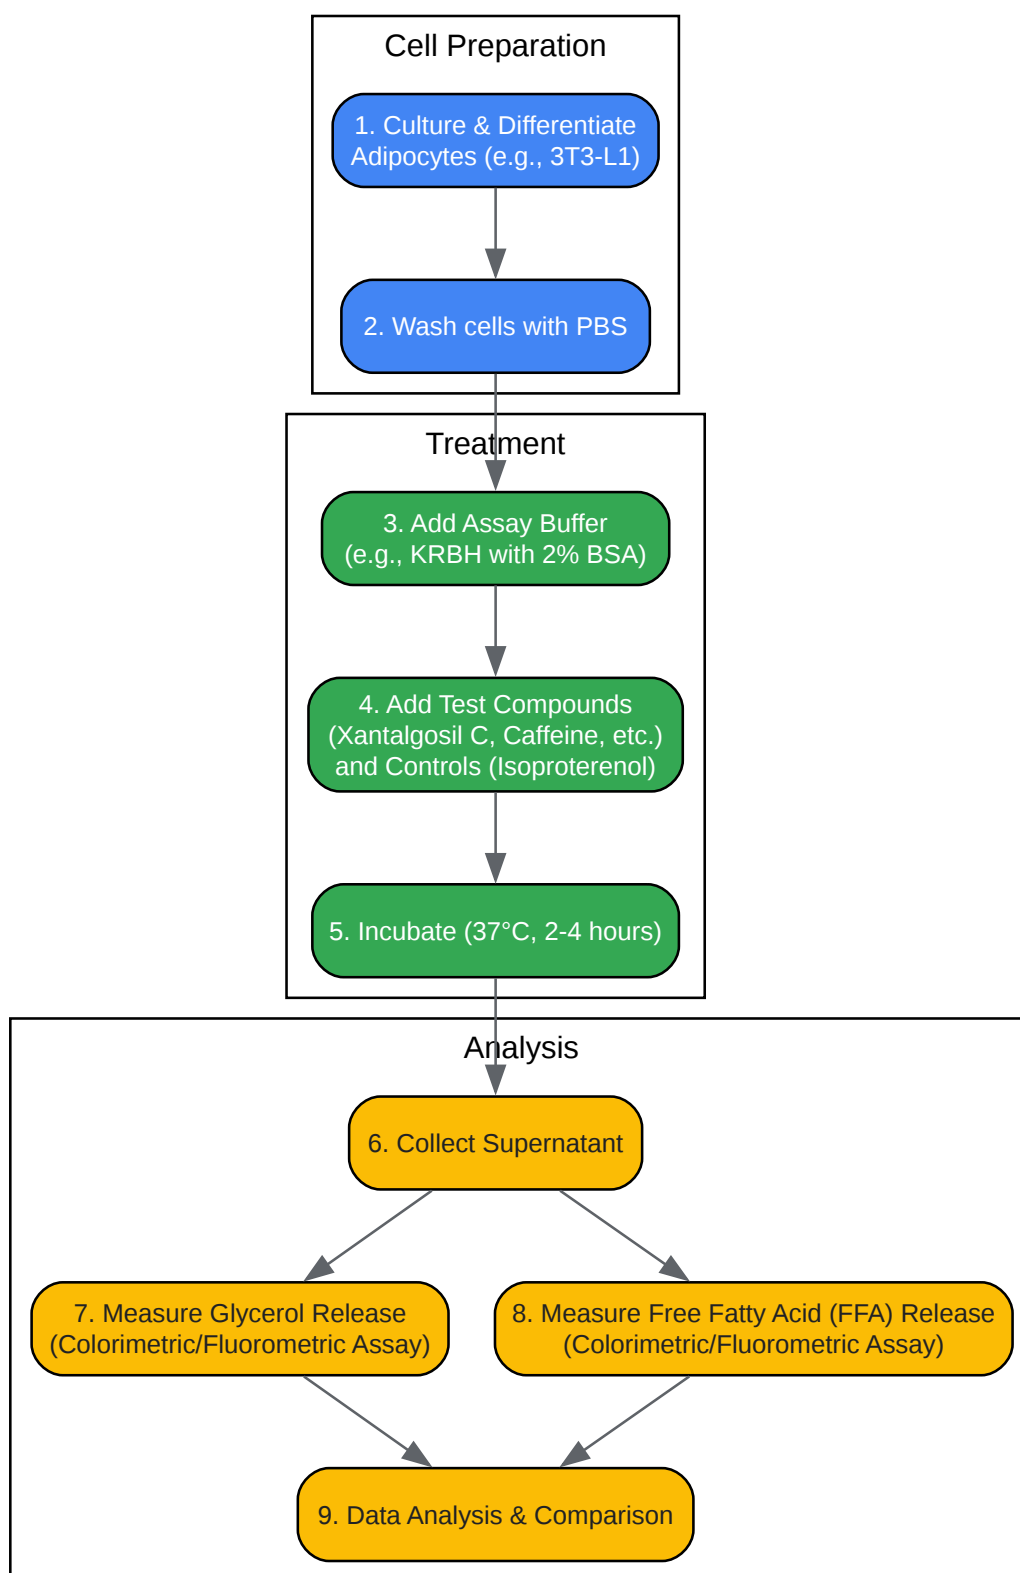 Cell Preparation
1. Culture & Differentiate
Adipocytes (e.g., 3T3-L1)
2. Wash cells with PBS
Treatment
3. Add Assay Buffer
(e.g., KRBH with 2% BSA)
4. Add Test Compounds
(Xantalgosil C, Caffeine, etc.)
and Controls (Isoproterenol)
5. Incubate (37°C, 2-4 hours)
Analysis
6. Collect Supernatant
7. Measure Glycerol Release
(Colorimetric/Fluorometric Assay)
8. Measure Free Fatty Acid (FFA) Release
(Colorimetric/Fluorometric Assay)
9. Data Analysis & Comparison